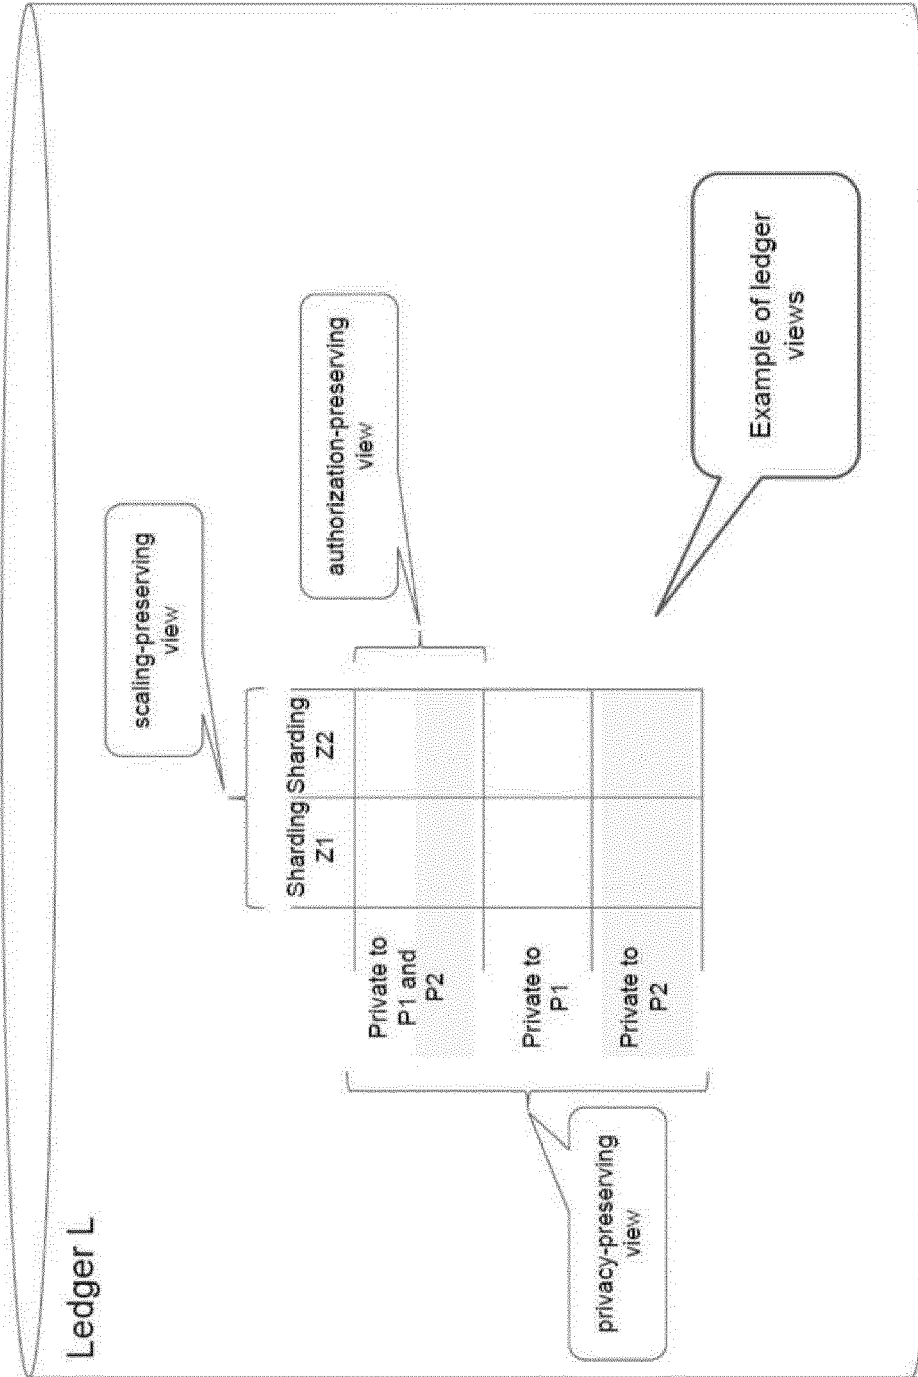 Ledger L
scaling-preserving
view
authorization-preserving
view
Sharding
Z1
Sharding
Z2
Private to
P1 and
P2
Private to
P1
Private to
P2
privacy-preserving
view
Example of ledger
views